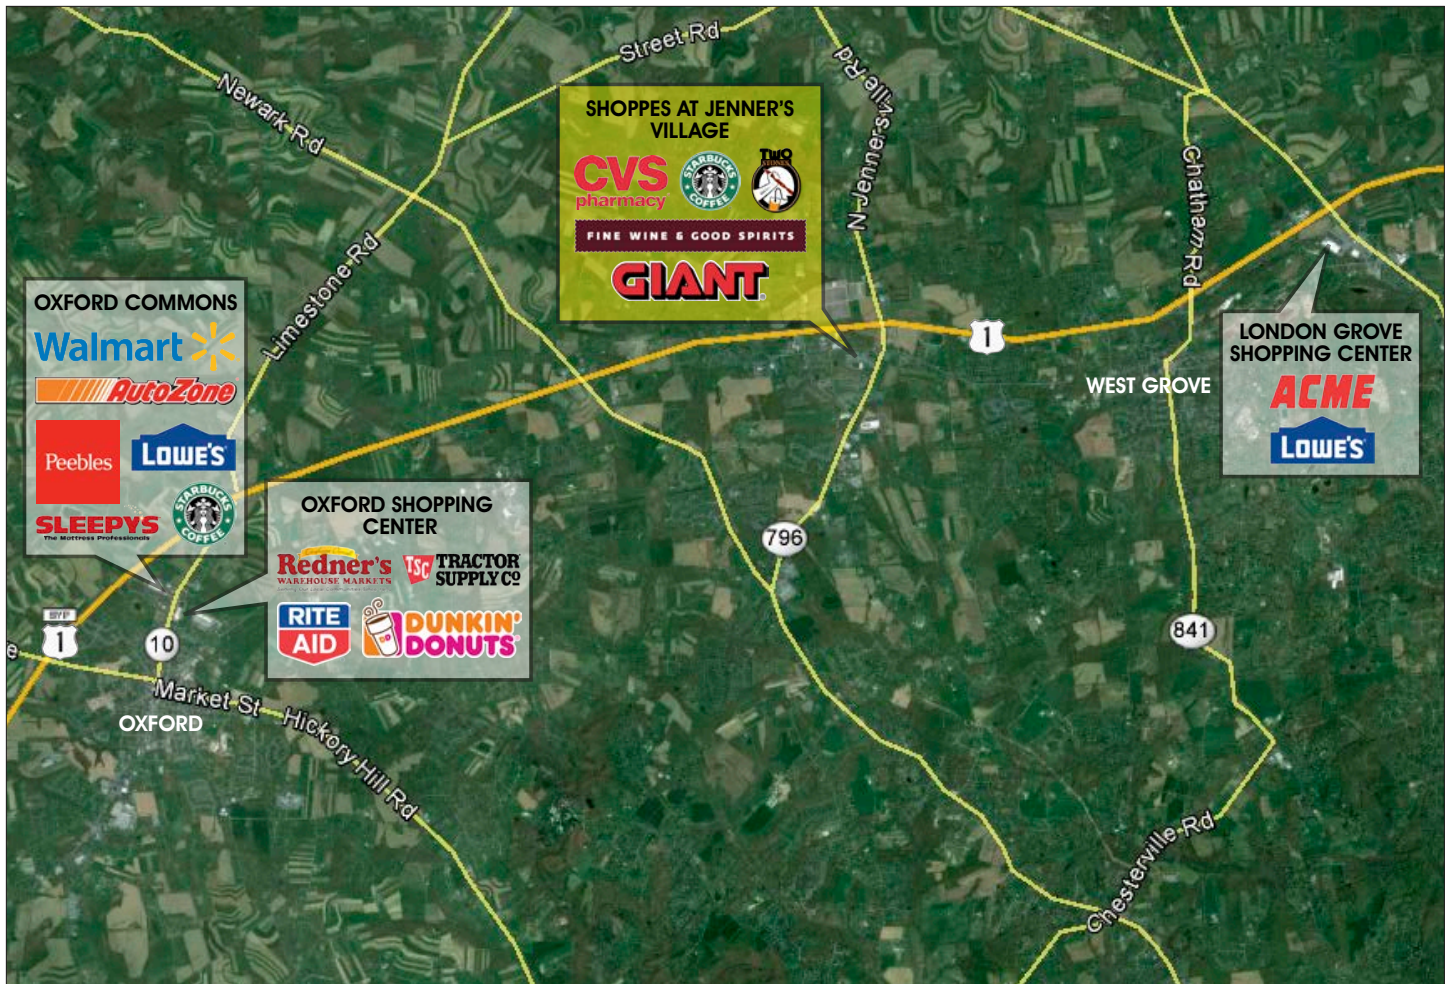 Street Rd
Newark Rd
N Jennersville Rd
Chatham Rd
Limestone Rd
SHOPPES AT JENNER'S
VILLAGE
CVS
pharmacy
STARBUCKS
COFFEE
TWO
STONES
FINE WINE & GOOD SPIRITS
GIANT
OXFORD COMMONS
Walmart
AutoZone
Peebles
LOWE'S
SLEEPYS
The Mattress Professionals
STARBUCKS
COFFEE
1
LONDON GROVE
SHOPPING CENTER
ACME
LOWE'S
WEST GROVE
OXFORD SHOPPING
CENTER
Redner's
WAREHOUSE MARKETS
TSC
TRACTOR
SUPPLY CO
RITE
AID
DD
DUNKIN'
DONUTS
796
BYP
1
10
841
e
Market St
Hickory Hill Rd
OXFORD
Chesterville Rd